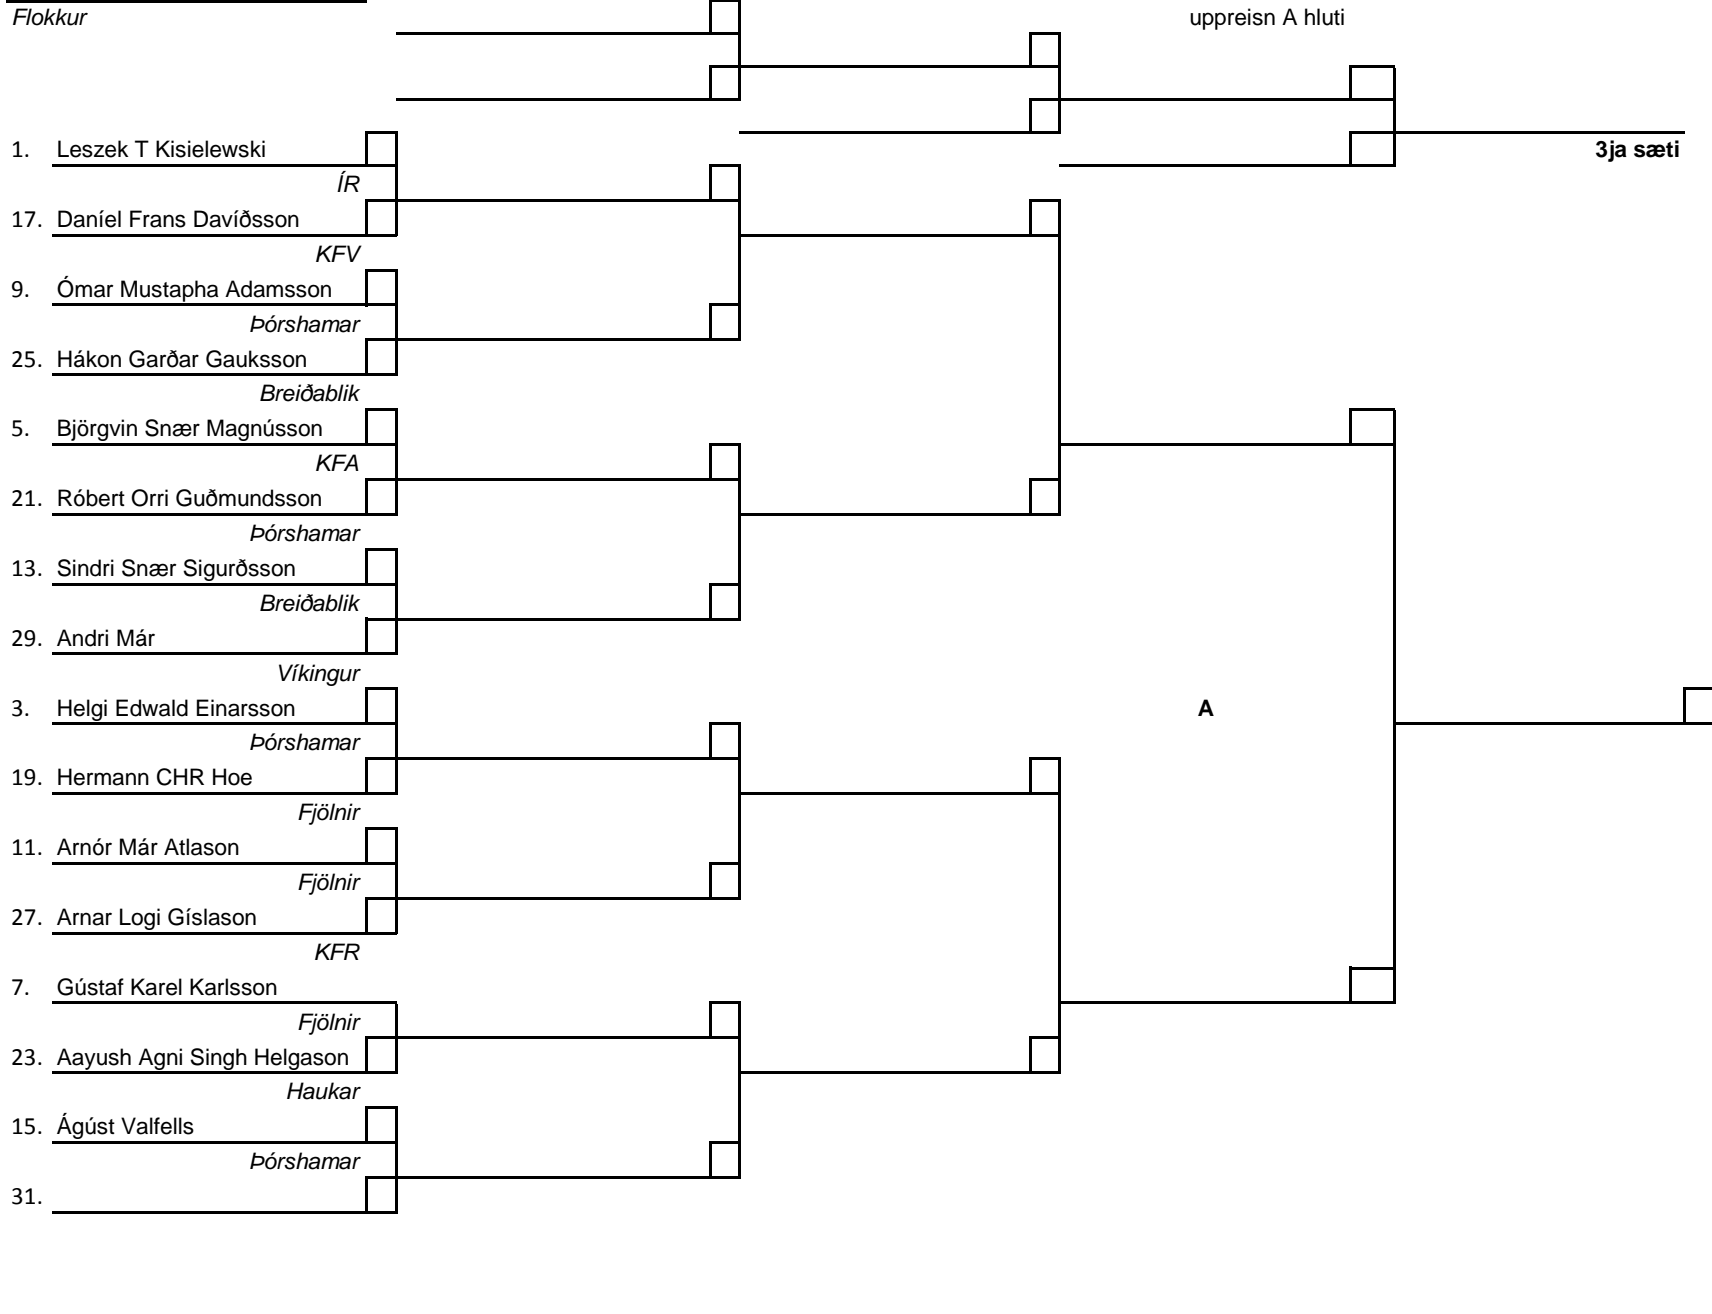 Flokkur
uppreisn A hluti
1. Leszek T Kisielewski
3ja sæti
ÍR
17. Daníel Frans Davíðsson
KFV
9. Ómar Mustapha Adamsson
Þórshamar
25. Hákon Garðar Gauksson
Breiðablik
5. Björgvin Snær Magnússon
KFA
21. Róbert Orri Guðmundsson
Þórshamar
13. Sindri Snær Sigurðsson
Breiðablik
29. Andri Már
Víkingur
3. Helgi Edwald Einarsson
A
Þórshamar
19. Hermann CHR Hoe
Fjölnir
11. Arnór Már Atlason
Fjölnir
27. Arnar Logi Gíslason
KFR
7. Gústaf Karel Karlsson
Fjölnir
23. Aayush Agni Singh Helgason
Haukar
15. Ágúst Valfells
Þórshamar
31.